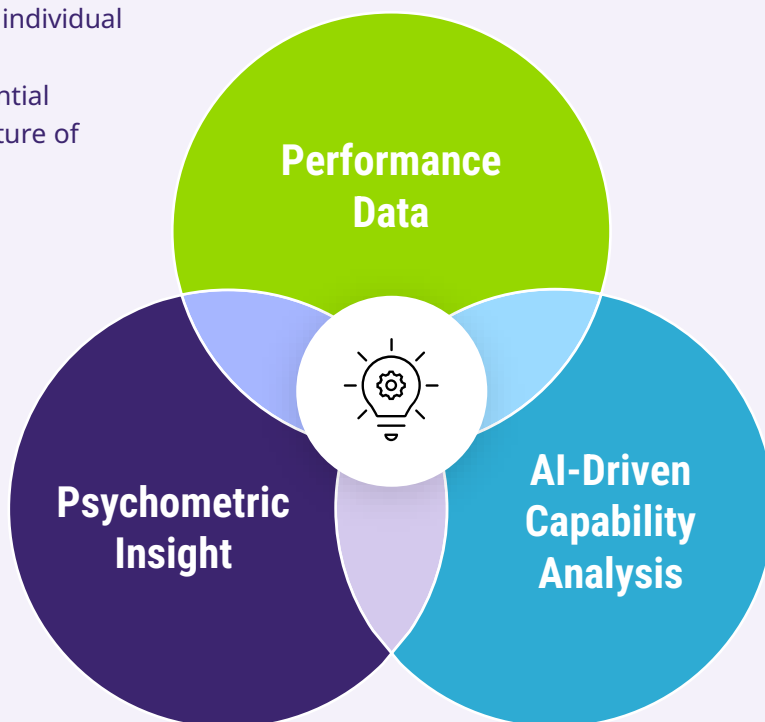 individual
ntial
ture of
Performance
Data
Psychometric
Insight
AI-Driven
Capability
Analysis